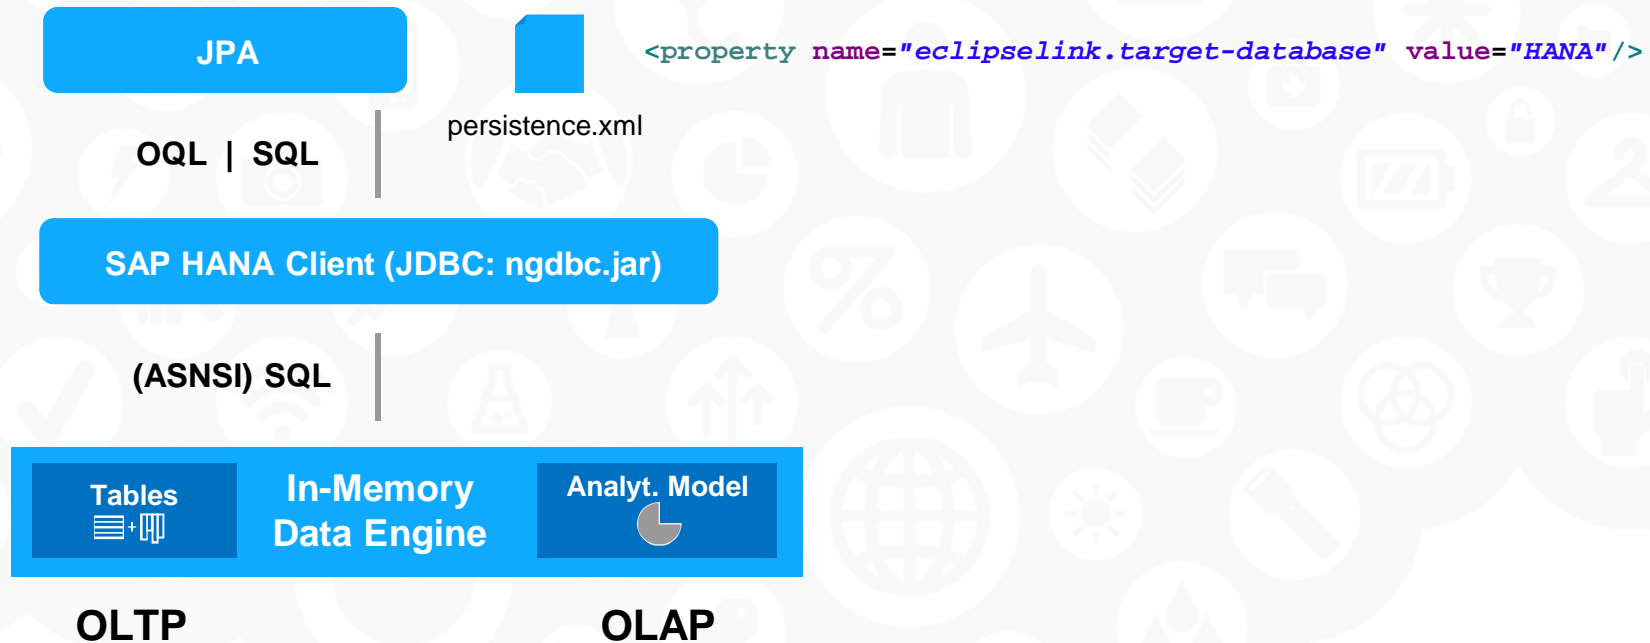 JPA
<property name="eclipselink.target-database" value="HANA"/>
persistence.xml
OQL | SQL
SAP HANA Client (JDBC: ngdbc.jar)
(ASNSI) SQL
Tables
+
In-Memory
Data Engine
Analyt. Model
OLTP
OLAP